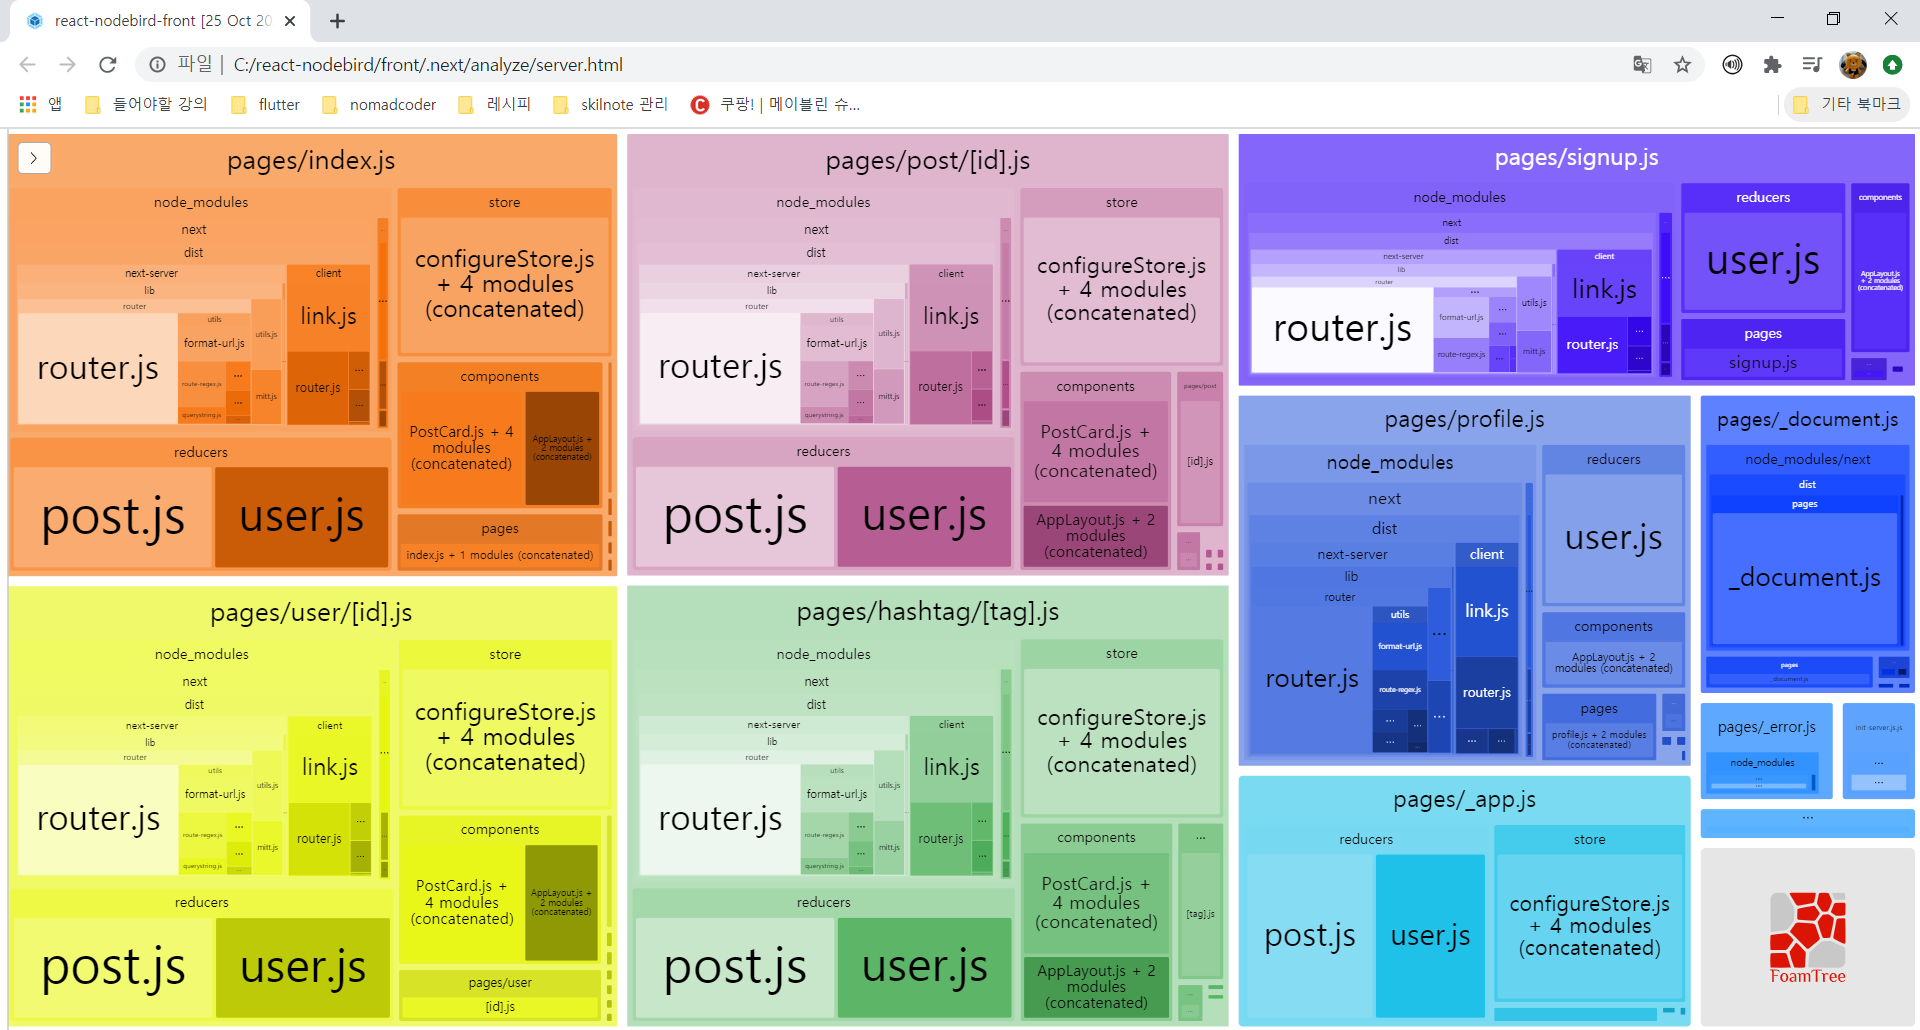 react-nodebird-front [25 Oct 20
파일 | C:/react-nodebird/front/.next/analyze/server.html
앱
들어야할 강의
flutter
nomadcoder
레시피
skilnote 관리
쿠팡! | 메이블린 슈...
기타 북마크
pages/index.js
node_modules
next
dist
next-server
lib
router
router.js
utils
format-url.js
route-regex.js
querystring.js
...
...
utils.js
mitt.js
client
link.js
router.js
...
...
...
store
configureStore.js
+ 4 modules
(concatenated)
components
PostCard.js + 4
modules
(concatenated)
AppLayout.js +
2 modules
(concatenated)
reducers
post.js
user.js
pages
index.js + 1 modules (concatenated)
pages/post/[id].js
node_modules
next
dist
next-server
lib
router
router.js
utils
format-url.js
route-regex.js
querystring.js
...
...
utils.js
mitt.js
client
link.js
router.js
...
...
...
store
configureStore.js
+ 4 modules
(concatenated)
components
PostCard.js +
4 modules
(concatenated)
AppLayout.js + 2
modules
(concatenated)
pages/post
[id].js
reducers
post.js
user.js
pages/signup.js
node_modules
next
dist
next-server
lib
router
router.js
...
format-url.js
route-regex.js
...
...
...
utils.js
mitt.js
client
link.js
router.js
...
...
...
reducers
user.js
pages
signup.js
components
AppLayout.js
+ 2 modules
(concatenated)
pages/profile.js
node_modules
next
dist
next-server
lib
router
router.js
utils
format-url.js
route-regex.js
...
...
...
...
...
client
link.js
router.js
...
...
reducers
user.js
components
AppLayout.js + 2
modules (concatenated)
pages
profile.js + 2 modules
(concatenated)
pages/_document.js
node_modules/next
dist
pages
_document.js
pages
_document.js
pages/_error.js
node_modules
...
...
init-server.js.js
...
...
...
pages/user/[id].js
node_modules
next
dist
next-server
lib
router
router.js
utils
format-url.js
route-regex.js
querystring.js
...
...
utils.js
mitt.js
client
link.js
router.js
...
...
...
store
configureStore.js
+ 4 modules
(concatenated)
components
PostCard.js +
4 modules
(concatenated)
AppLayout.js +
2 modules
(concatenated)
reducers
post.js
user.js
pages/user
[id].js
pages/hashtag/[tag].js
node_modules
next
dist
next-server
lib
router
router.js
utils
format-url.js
route-regex.js
querystring.js
...
...
utils.js
mitt.js
client
link.js
router.js
...
...
...
store
configureStore.js
+ 4 modules
(concatenated)
components
PostCard.js +
4 modules
(concatenated)
AppLayout.js + 2
modules
(concatenated)
...
[tag].js
reducers
post.js
user.js
pages/_app.js
reducers
post.js
user.js
store
configureStore.js
+ 4 modules
(concatenated)
FoamTree